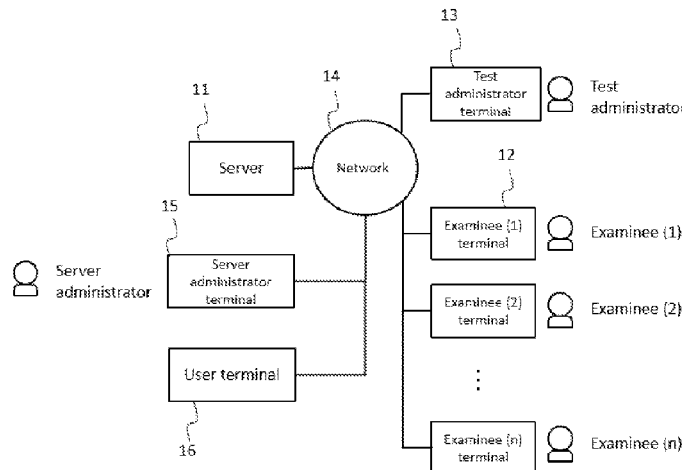 13
Test
administrator
terminal
Test
administrator
11
14
Server
Network
12
Examinee (1)
terminal
Examinee (1)
15
Server
administrator
Server
administrator
terminal
Examinee (2)
terminal
Examinee (2)
User terminal
16
Examinee (n)
terminal
Examinee (n)